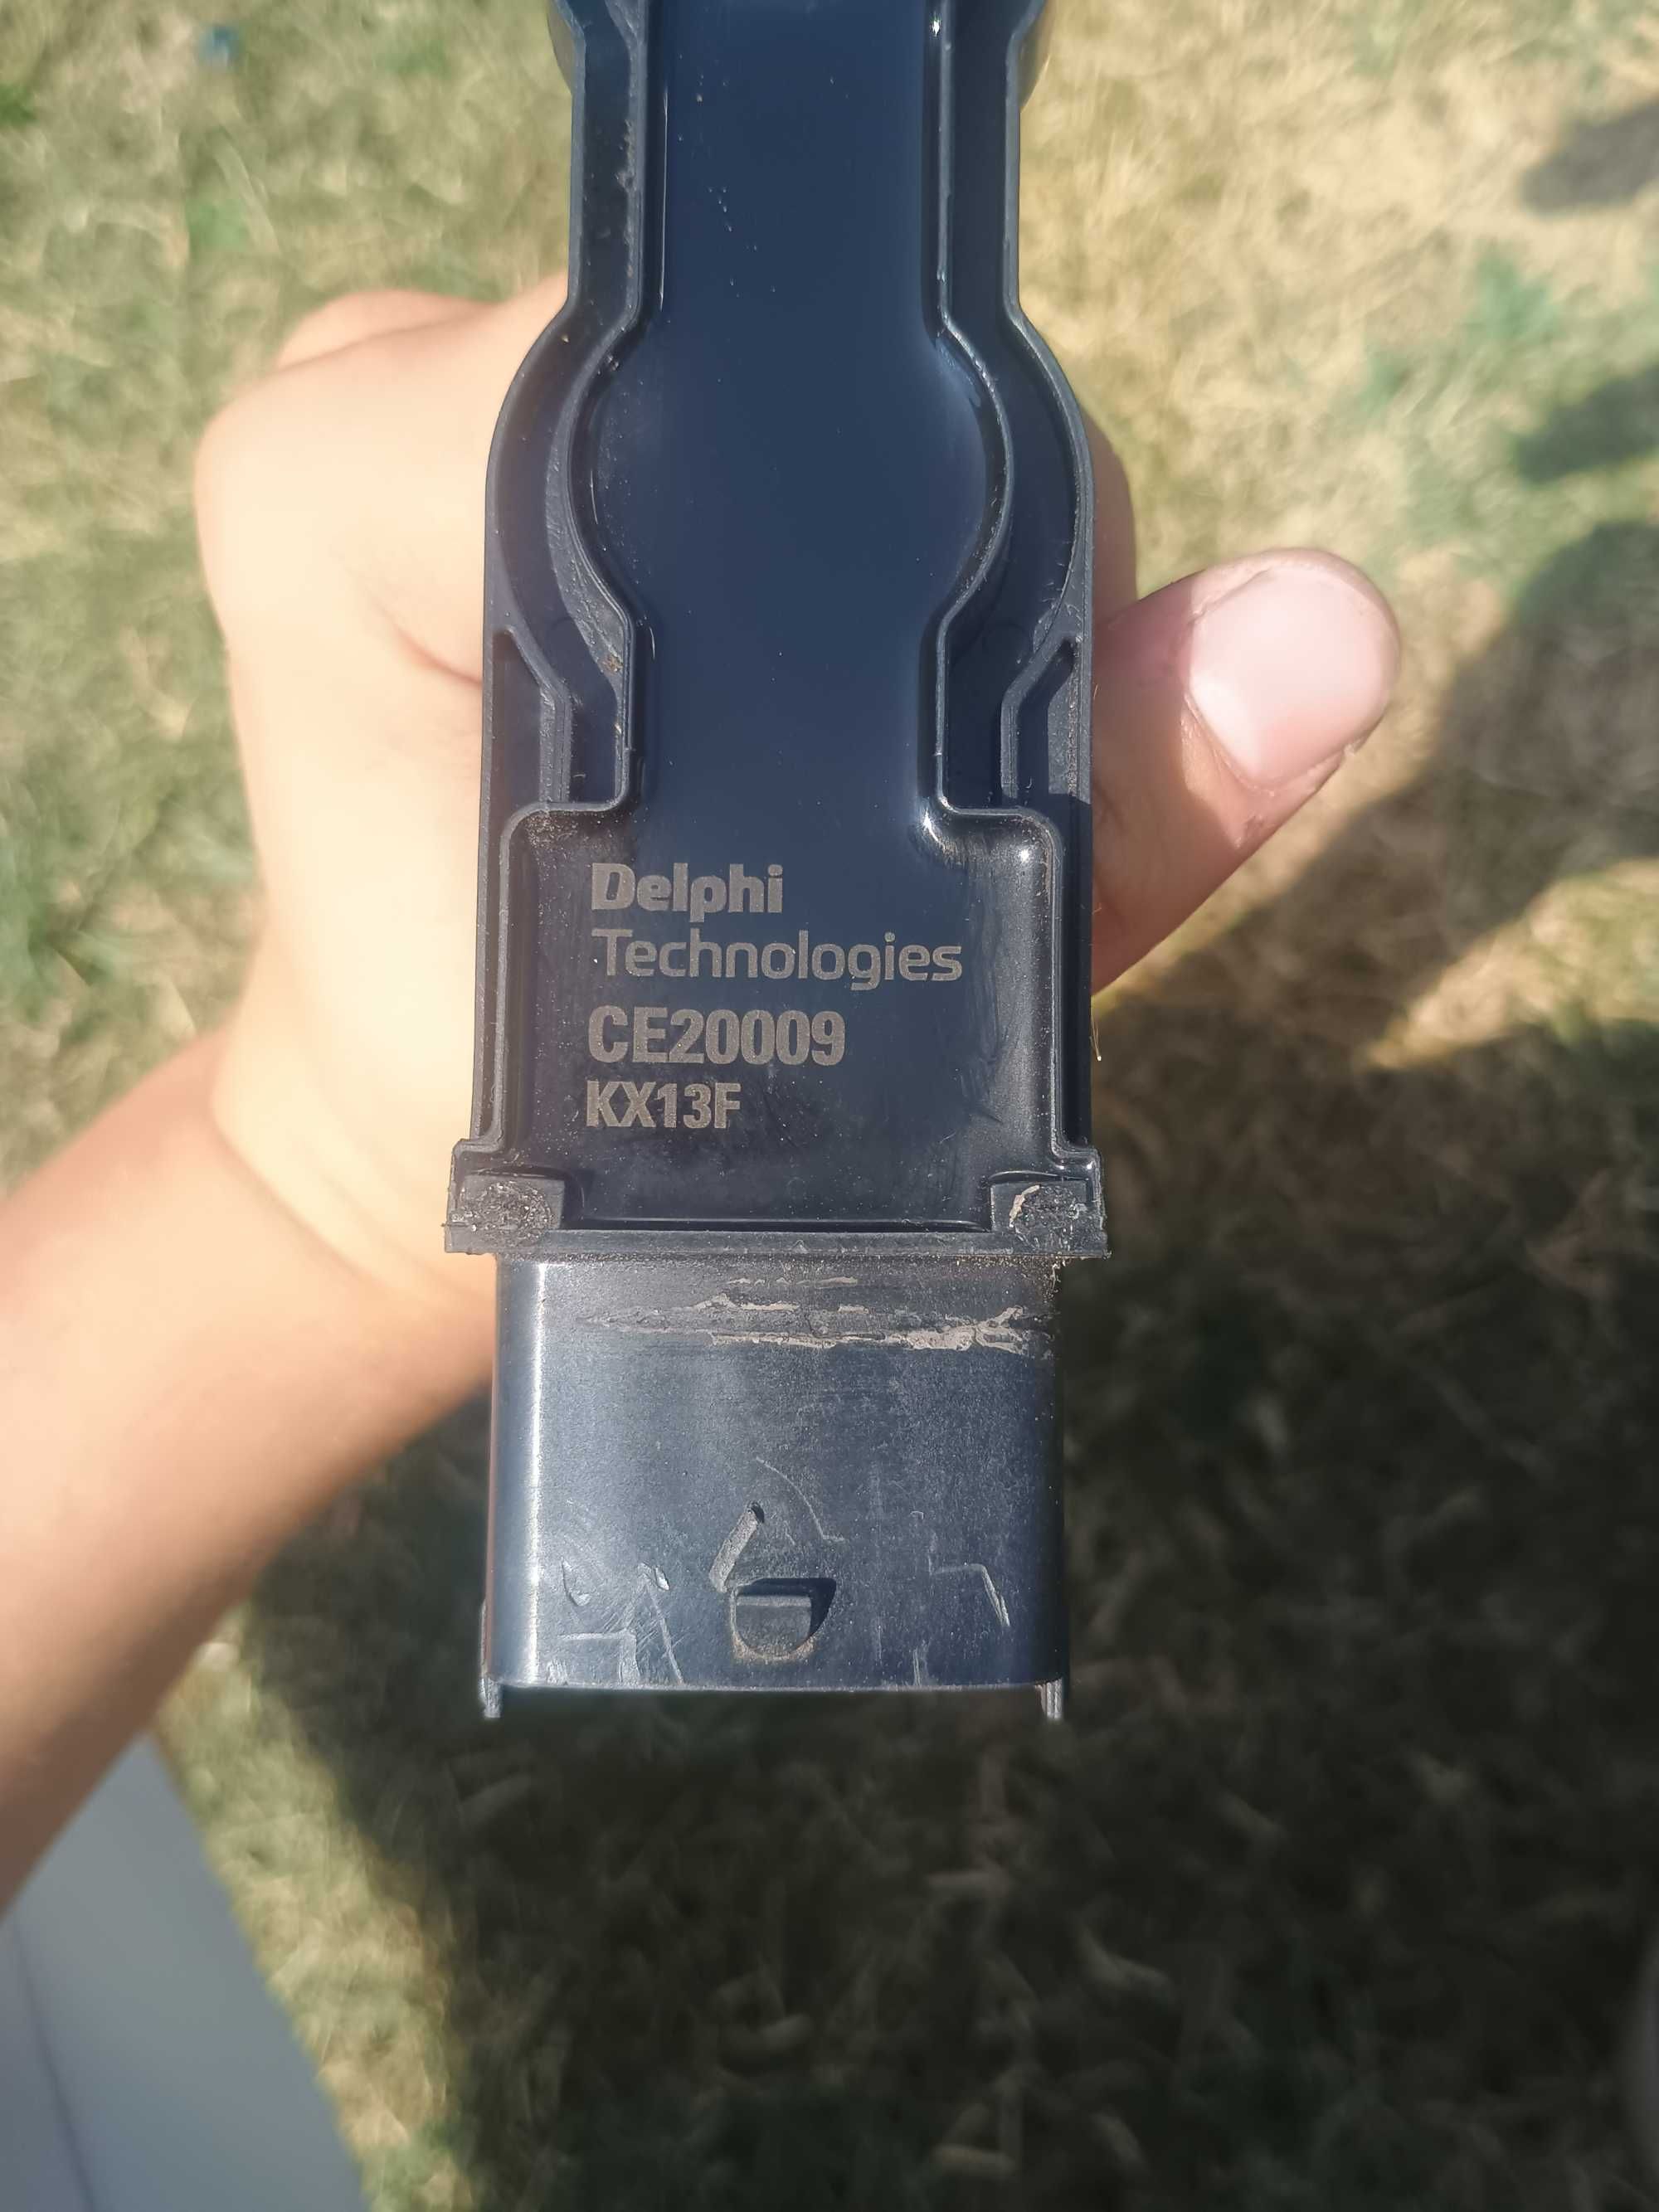 Delphi
Technologies
CE20009
KX13F